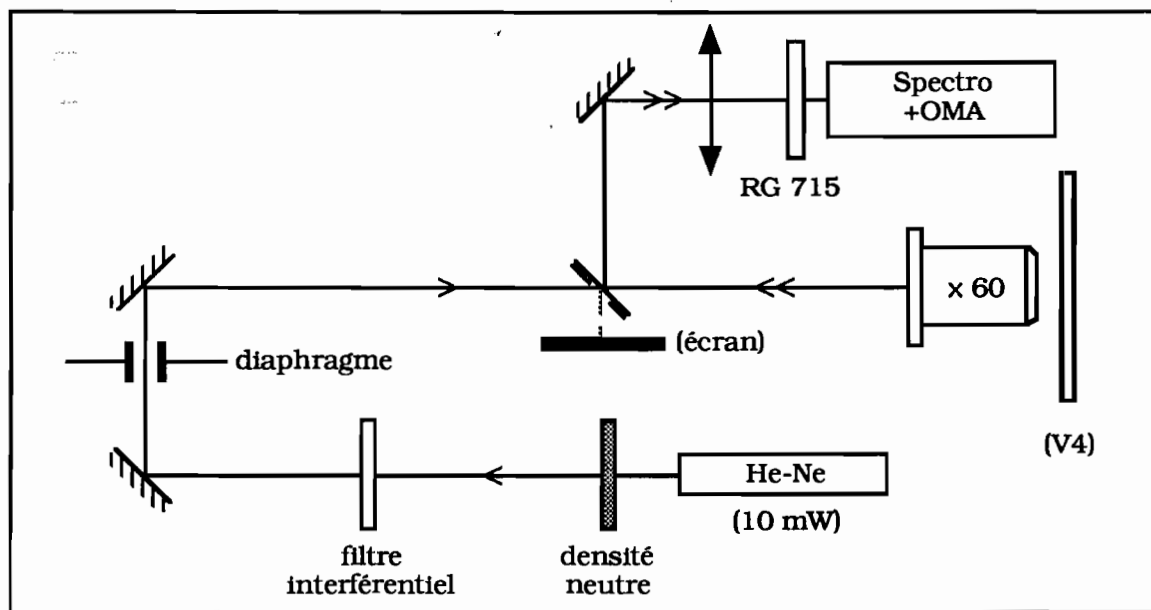 Spectro
+OMA
RG 715
x 60
(écran)
diaphragme
(V4)
He-Ne
(10 mW)
filtre
interférentiel
densité
neutre